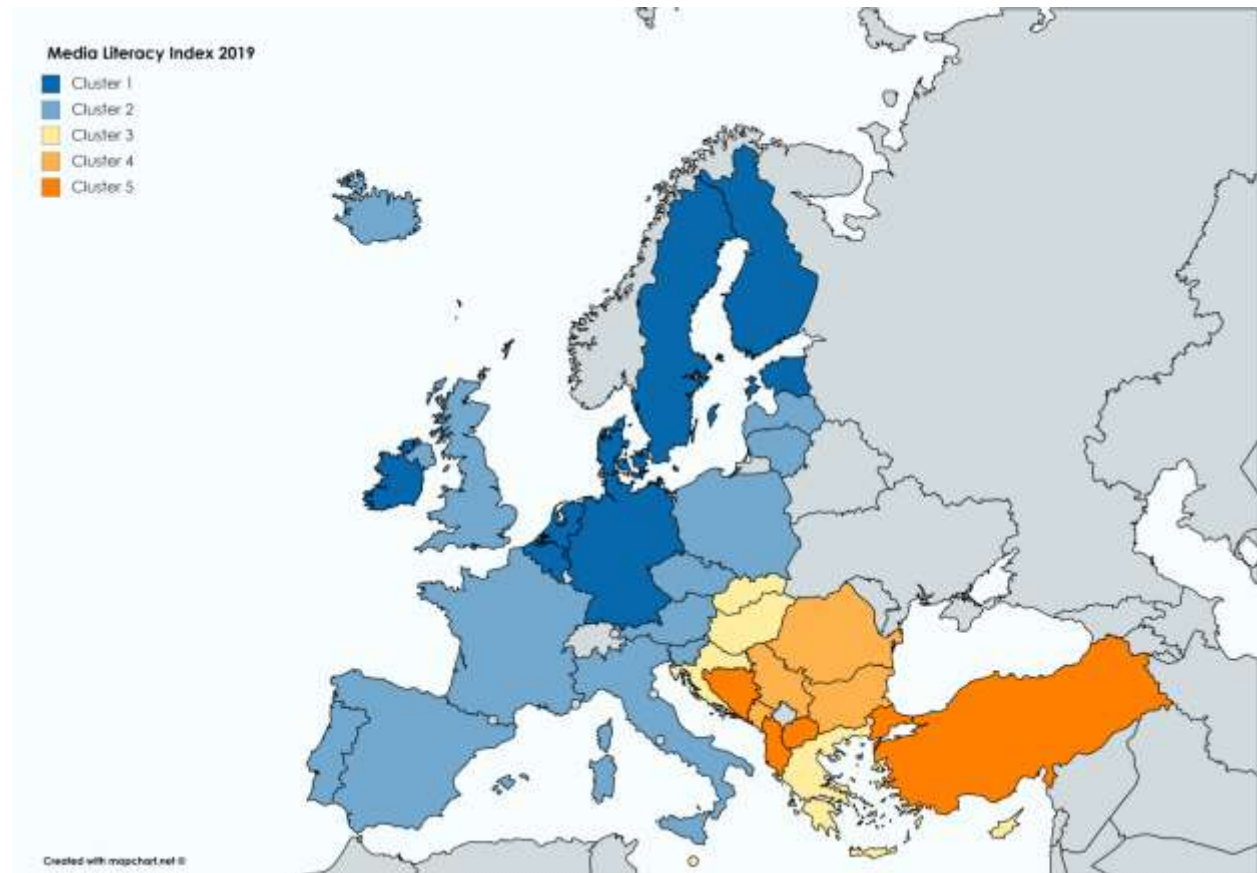 Media Literacy Index 2019
Cluster 1
Cluster 2
Cluster 3
Cluster 4
Cluster 5
Created with mapchart.net ©